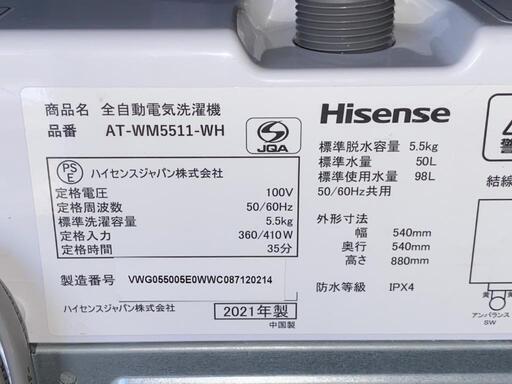 商品名 全自動電気洗濯機
品番 AT-WM5511-WH
JQA
PS E
ハイセンスジャパン株式会社
定格電圧 100V
定格周波数 50/60Hz
標準洗濯容量 5.5kg
定格入力 360/410W
定格時間 35分
製造番号 VWG055005E0WWC087120214
ハイセンスジャパン株式会社
2021年製
中国製
Hisense
標準脱水容量 5.5kg
標準水量 50L
標準使用水量 98L
50/60Hz共用
外形寸法
幅 540mm
奥行 540mm
高さ 880mm
防水等級 IPX4
結線
黄
アンバランス
SW